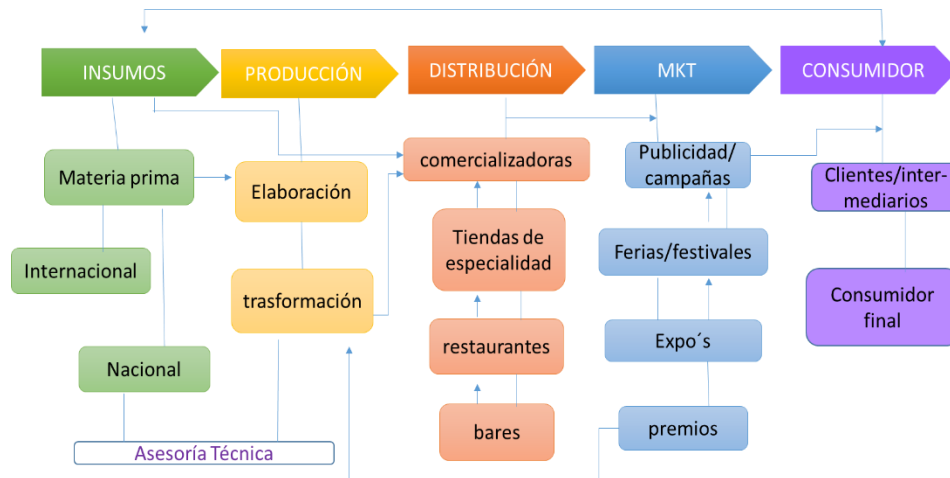 INSUMOS
PRODUCCIÓN
DISTRIBUCIÓN
MKT
CONSUMIDOR
Materia prima
Internacional
Nacional
Asesoría Técnica
Elaboración
trasformación
comercializadoras
Tiendas de
especialidad
restaurantes
bares
Publicidad/
campañas
Ferias/festivales
Expo´s
premios
Clientes/inter-
mediarios
Consumidor
final